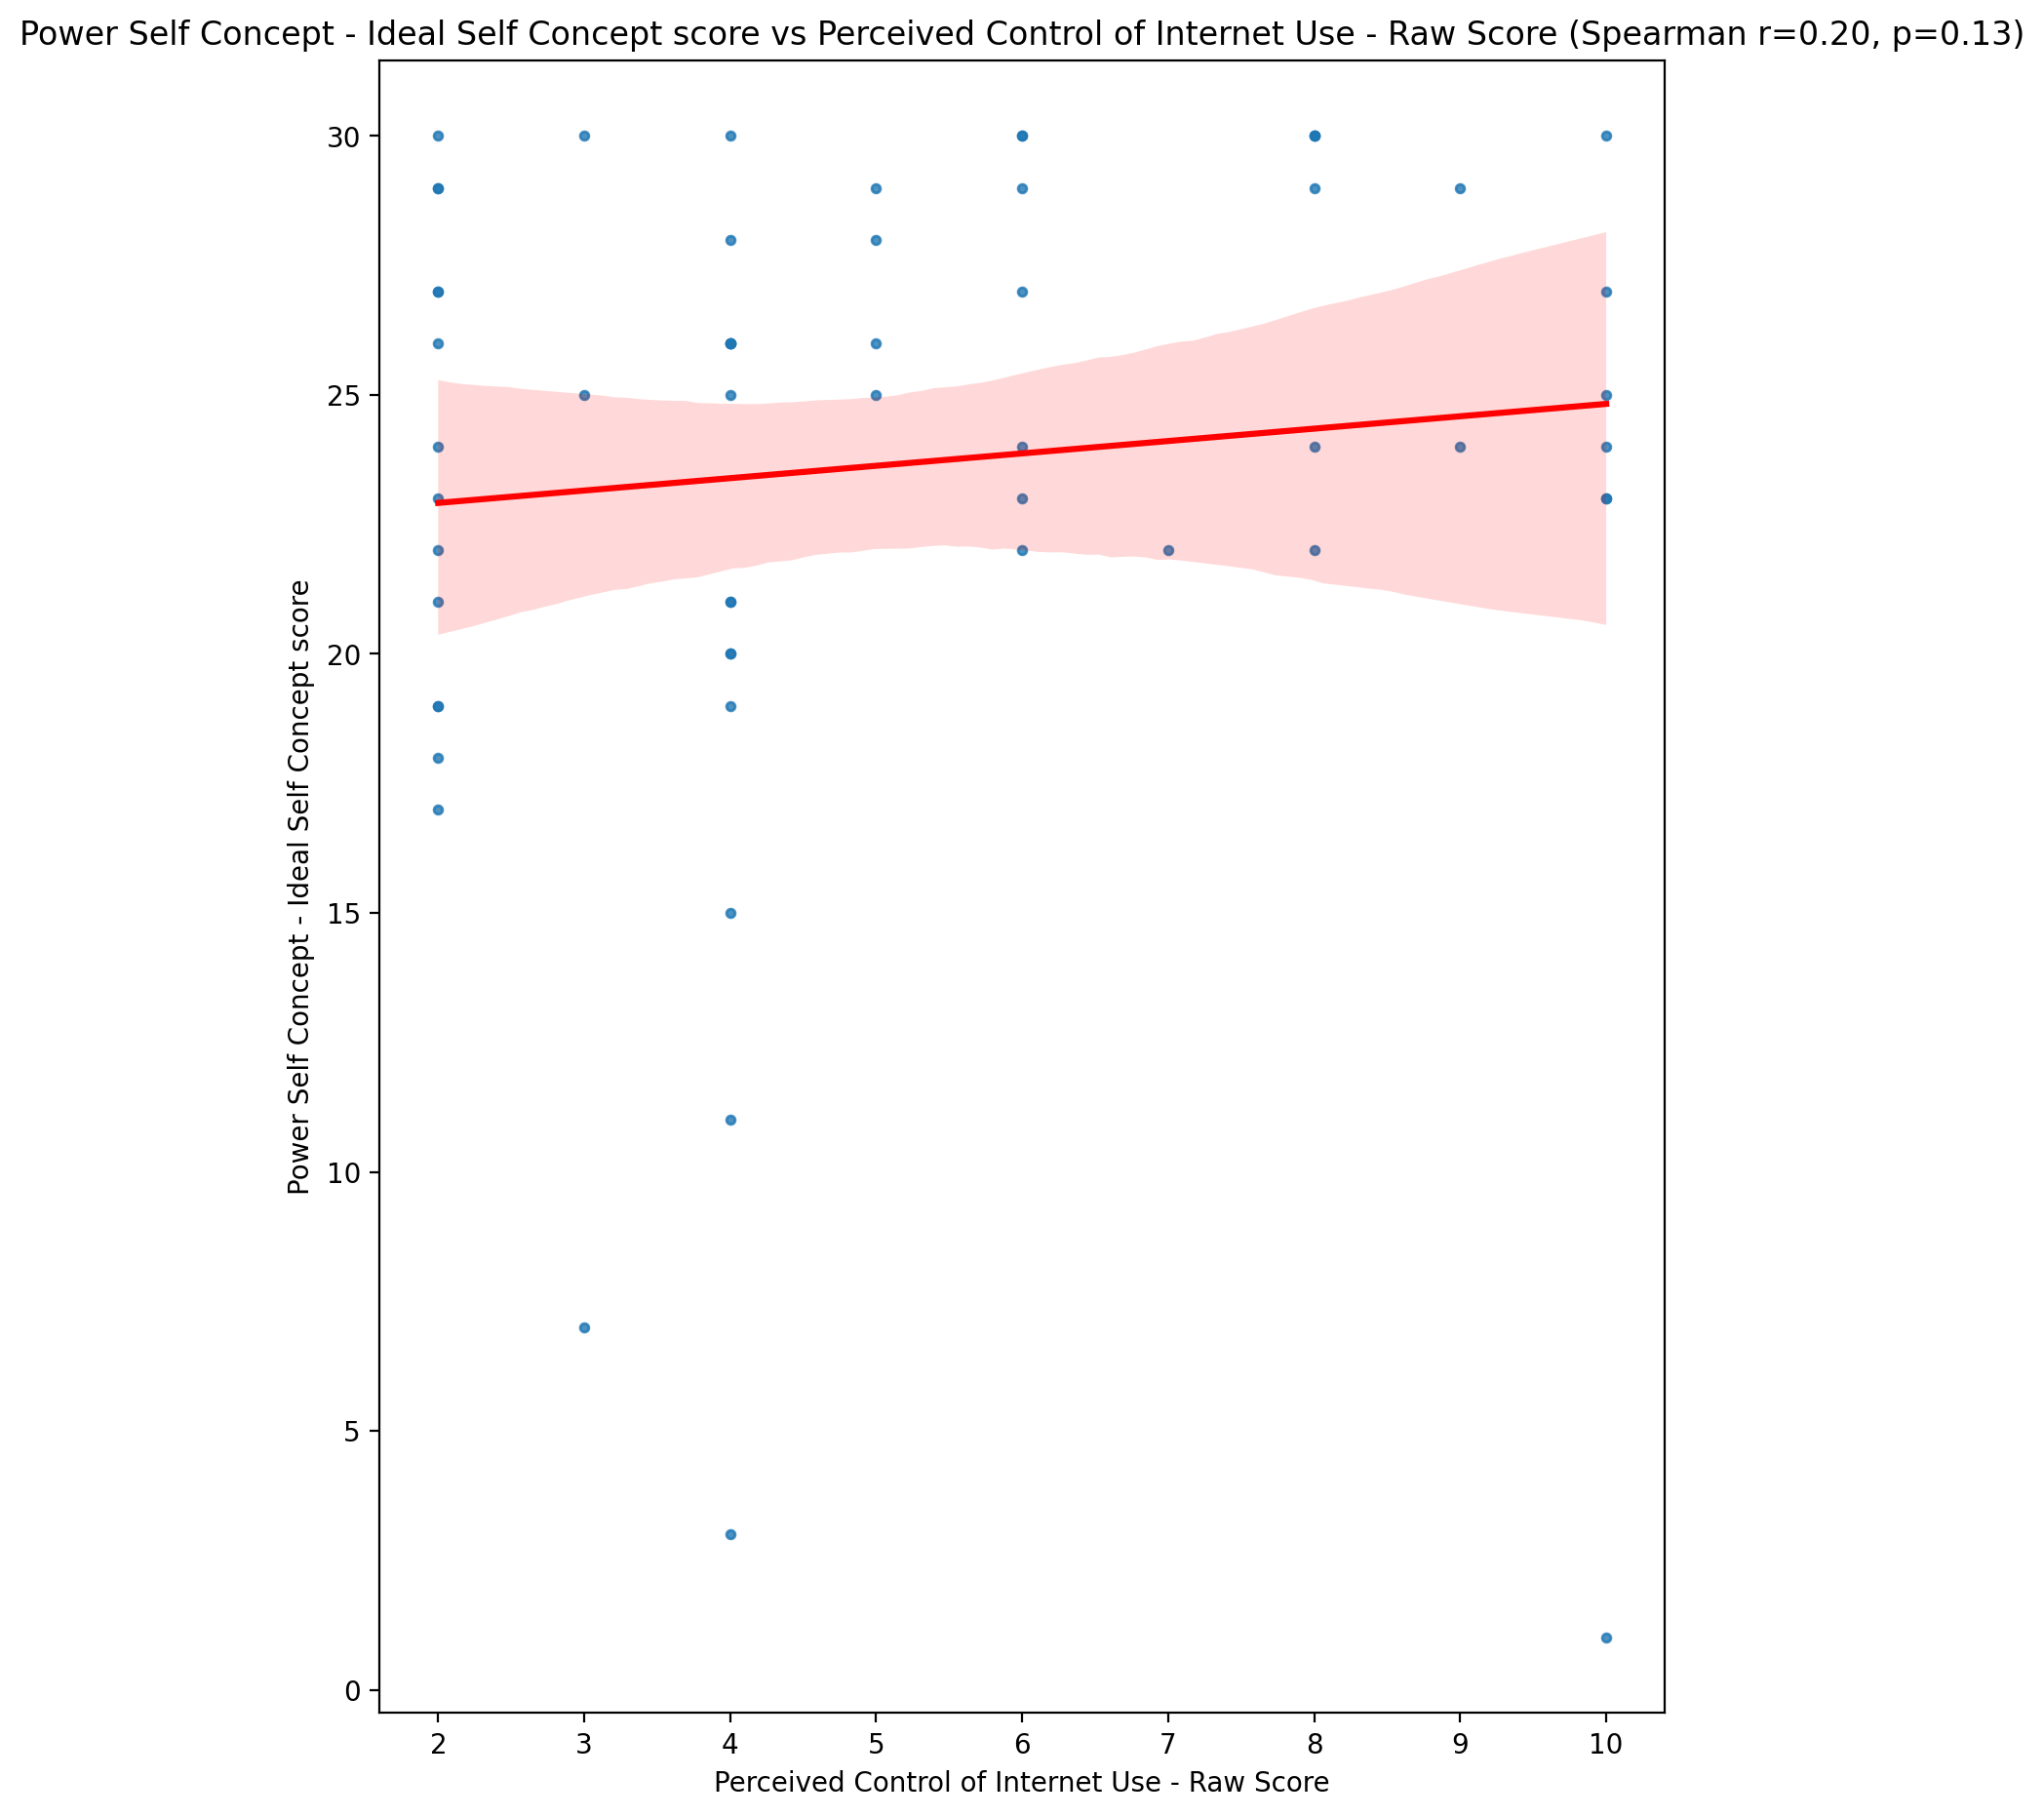 Power Self Concept - Ideal Self Concept score vs Perceived Control of Internet Use - Raw Score (Spearman r=0.20, p=0.13)
Power Self Concept - Ideal Self Concept score
30
25
20
15
10
5
0
2 3 4 5 6 7 8 9 10
Perceived Control of Internet Use - Raw Score